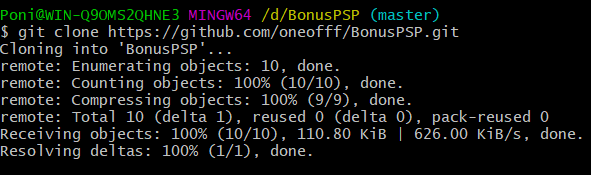 Poni@WIN-Q9OMS2QHNE3 MINGW64 /d/BonusPSP (master)
$ git clone https://github.com/oneofff/BonusPSP.git
Cloning into 'BonusPSP'...
remote: Enumerating objects: 10, done.
remote: Counting objects: 100% (10/10), done.
remote: Compressing objects: 100% (9/9), done.
remote: Total 10 (delta 1), reused 0 (delta 0), pack-reused 0
Receiving objects: 100% (10/10), 110.80 KiB | 626.00 KiB/s, done.
Resolving deltas: 100% (1/1), done.